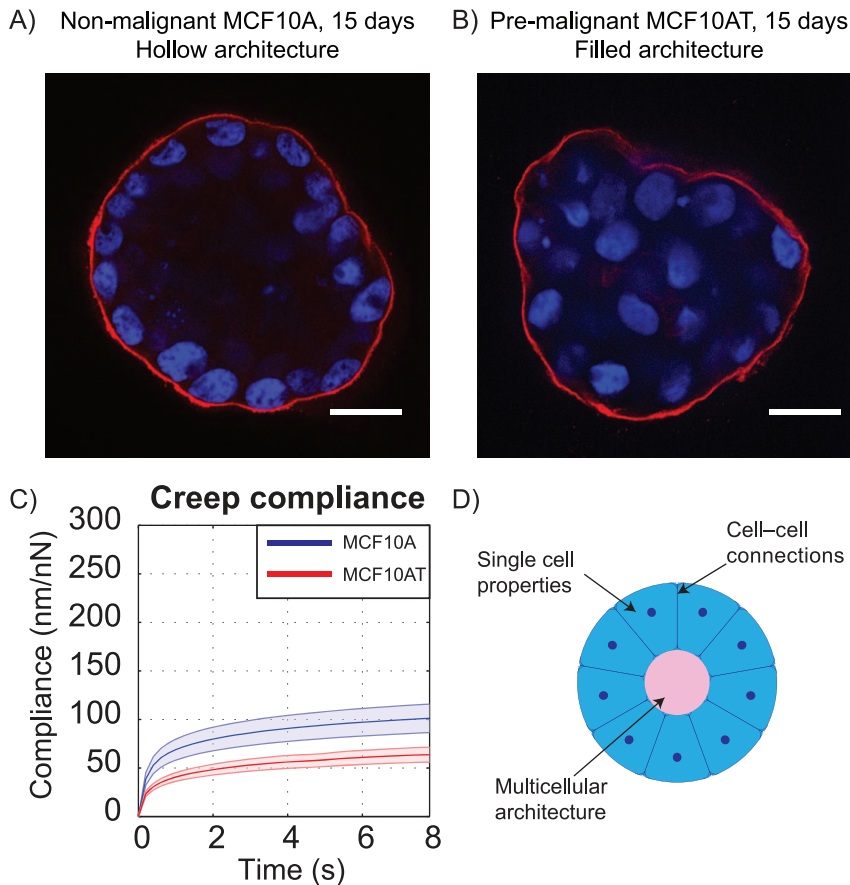 A) Non-malignant MCF10A, 15 days
Hollow architecture
B) Pre-malignant MCF10AT, 15 days
Filled architecture
C) Creep compliance
300
250
200
150
100
50
0
Compliance (nm/nN)
0 2 4 6 8
Time (s)
MCF10A
MCF10AT
D)
Single cell
properties
Cell–cell
connections
Multicellular
architecture